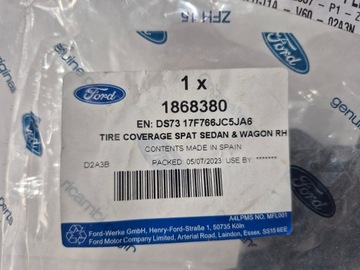 ZFH 15
Ford
1 x
1868380
EN: DS73 17F766JC5JA6
TIRE COVERAGE SPAT SEDAN & WAGON RH
CONTENTS MADE IN SPAIN
D2A3B PACKED: 05/07/2023 USE BY *******
A4LPMS NO. MFL001
Ford-Werke GmbH, Henry-Ford-Straße 1, 50735 Köln
Ford Motor Company Limited, Arterial Road, Laindon, Essex, SS15 6EE